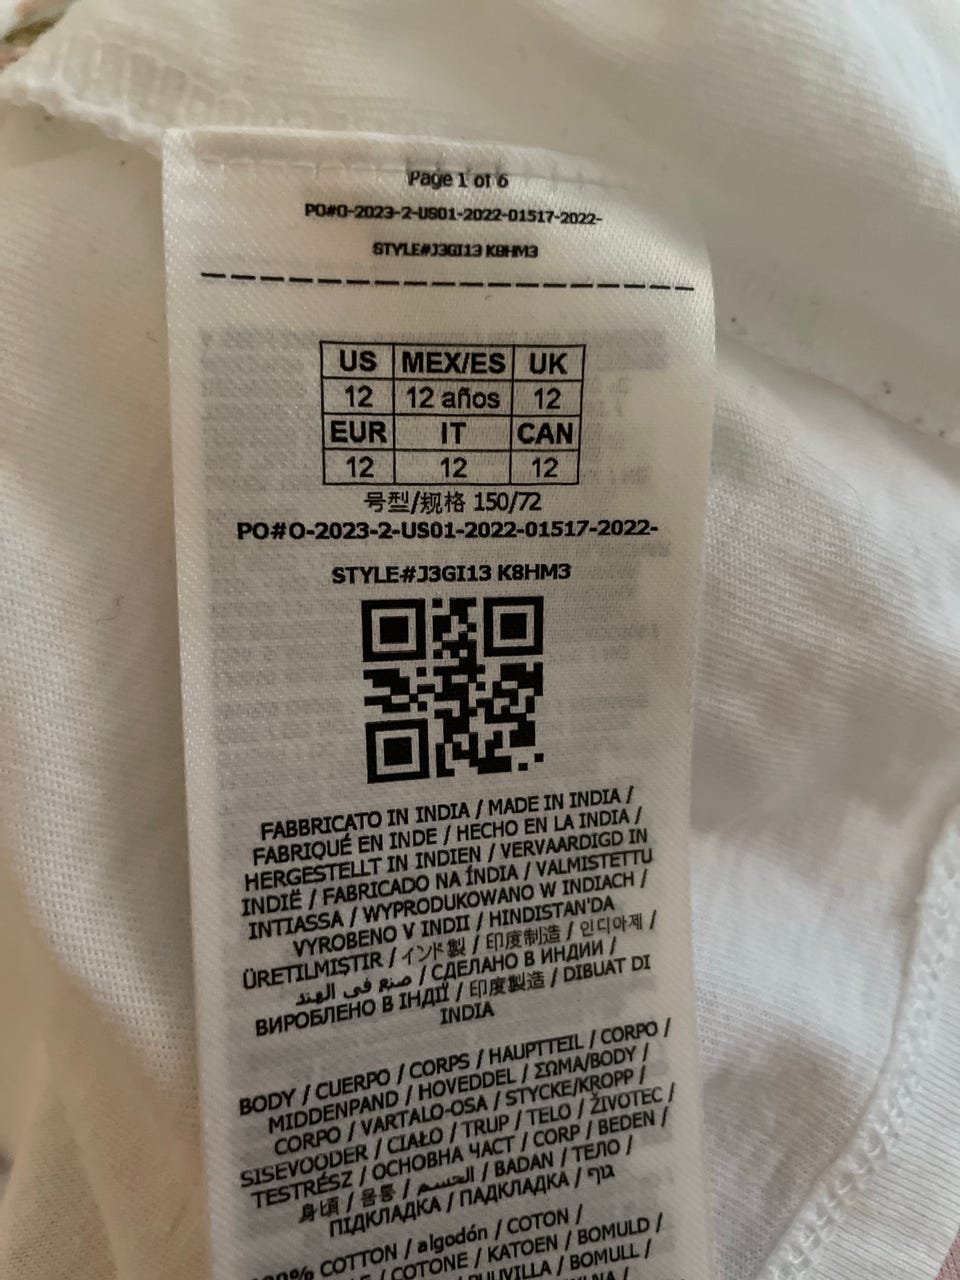 Page 1 of 6
PO#O-2023-2-US01-2022-01517-2022-
STYLE#J3GI13 K8HM3
US MEX/ES UK
12 12 años 12
EUR IT CAN
12 12 12
号型/规格 150/72
PO#O-2023-2-US01-2022-01517-2022-
STYLE#J3GI13 K8HM3
FABBRICATO IN INDIA / MADE IN INDIA /
FABRIQUÉ EN INDE / HECHO EN LA INDIA /
HERGESTELLT IN INDIEN / VERVAARDIGD IN
INDIË / FABRICADO NA ÍNDIA / VALMISTETTU
INTIASSA / WYPRODUKOWANO W INDIACH /
VYROBENO V INDII / HINDISTAN'DA
ÜRETILMIŞTIR / インド製 / 印度制造 / 인디아제 /
صنع في الهند / СДЕЛАНО В ИНДИИ /
ВИРОБЛЕНО В ІНДІЇ / 印度製造 / DIBUAT DI
INDIA
BODY / CUERPO / CORPS / HAUPTTEIL / CORPO /
MIDDENPAND / HOVEDDEL / ΣΩΜΑ/BODY /
CORPO / VARTALO-OSA / STYCKE/KROPP /
SISEVOODER / CIAŁO / TRUP / TELO / ŽIVOTEC /
TESTRÉSZ / ОСНОВНА ЧАСТ / CORP / BEDEN /
身頃 / 몸통 / الجسم / BADAN / ТЕЛО /
ПІДКЛАДКА / ПАДКЛАДКА / גוף
COTTON / algodón / COTON /
COTONE / KATOEN / BOMULD /
PUUVILLA / BOMULL /